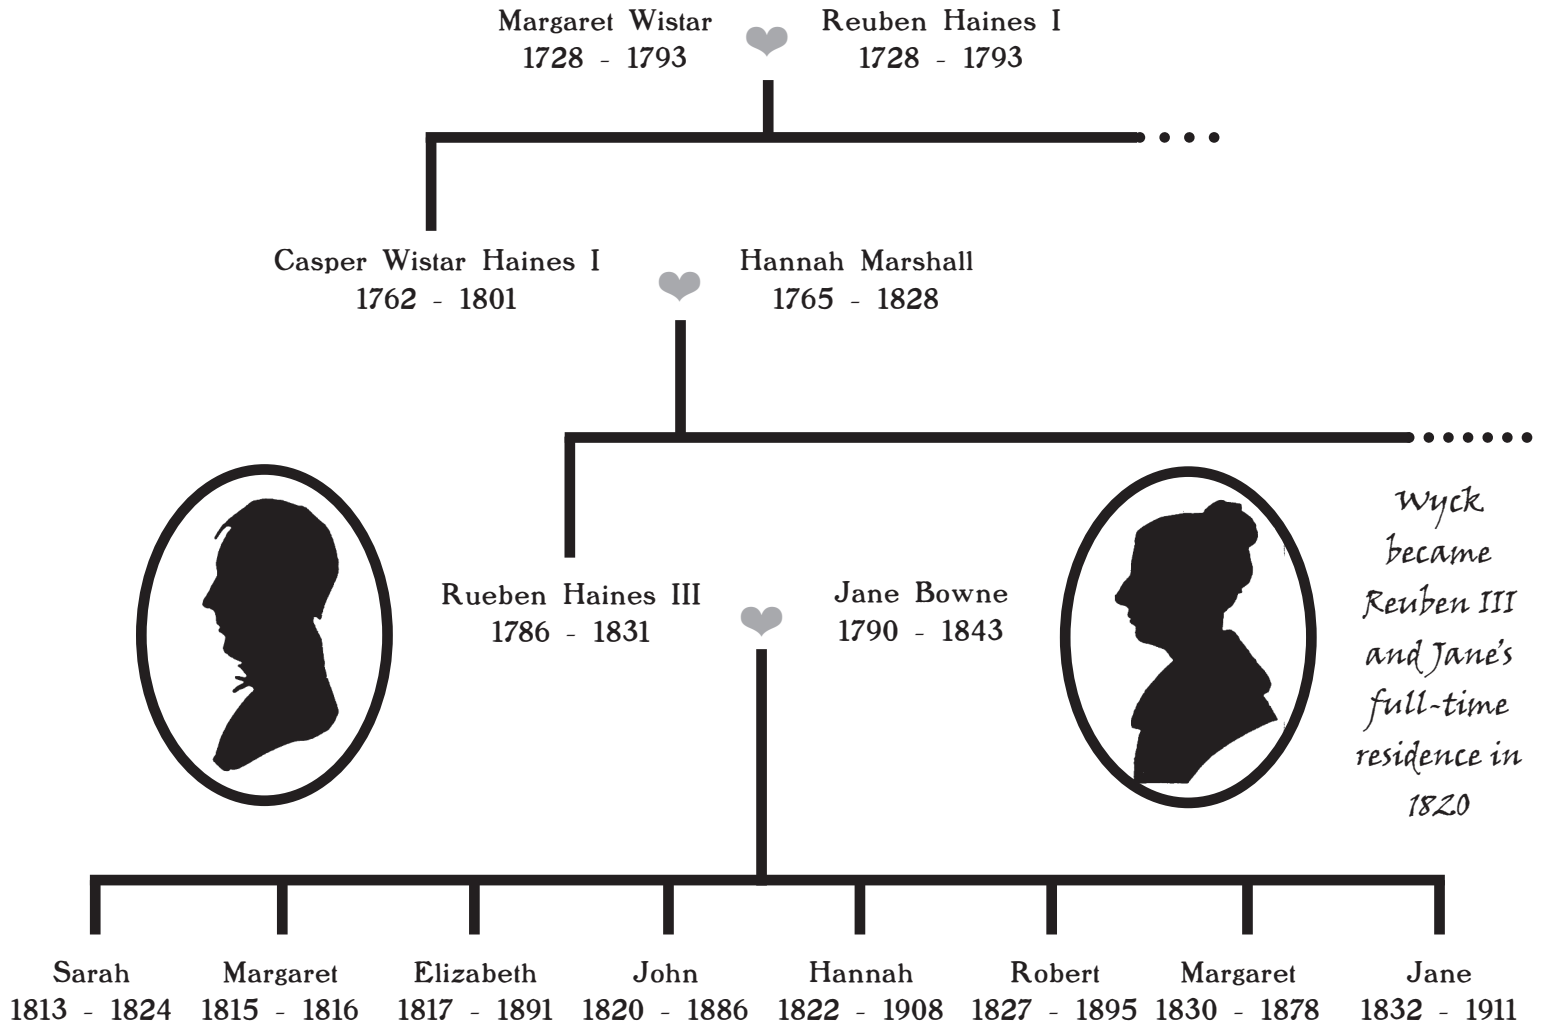 Margaret Wistar
1728 - 1793
Reuben Haines I
1728 - 1793
Casper Wistar Haines I
1762 - 1801
Hannah Marshall
1765 - 1828
Rueben Haines III
1786 - 1831
Jane Bowne
1790 - 1843
Wyck
became
Reuben III
and Jane's
full-time
residence in
1820
Sarah
1813 - 1824
Margaret
1815 - 1816
Elizabeth
1817 - 1891
John
1820 - 1886
Hannah
1822 - 1908
Robert
1827 - 1895
Margaret
1830 - 1878
Jane
1832 - 1911